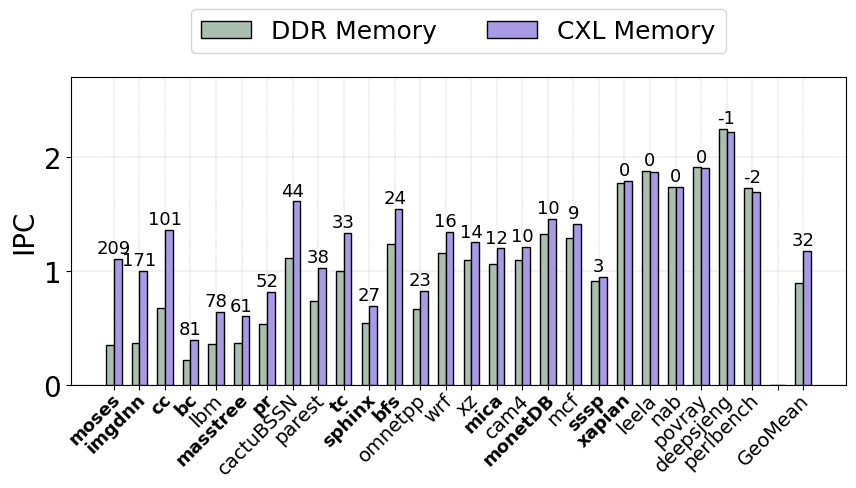 DDR Memory
CXL Memory
IPC
2
1
0
209
171
101
81
78
61
52
44
38
33
27
24
23
16
14
12
10
10
9
3
0
0
0
0
-1
-2
32
moses
imgdnn
cc
bc
lbm
masstree
pr
cactuBSSN
parest
tc
sphinx
bfs
omnetpp
wrf
xz
mica
cam4
monetDB
mcf
sssp
xapian
leela
nab
povray
deepsjeng
perlbench
GeoMean